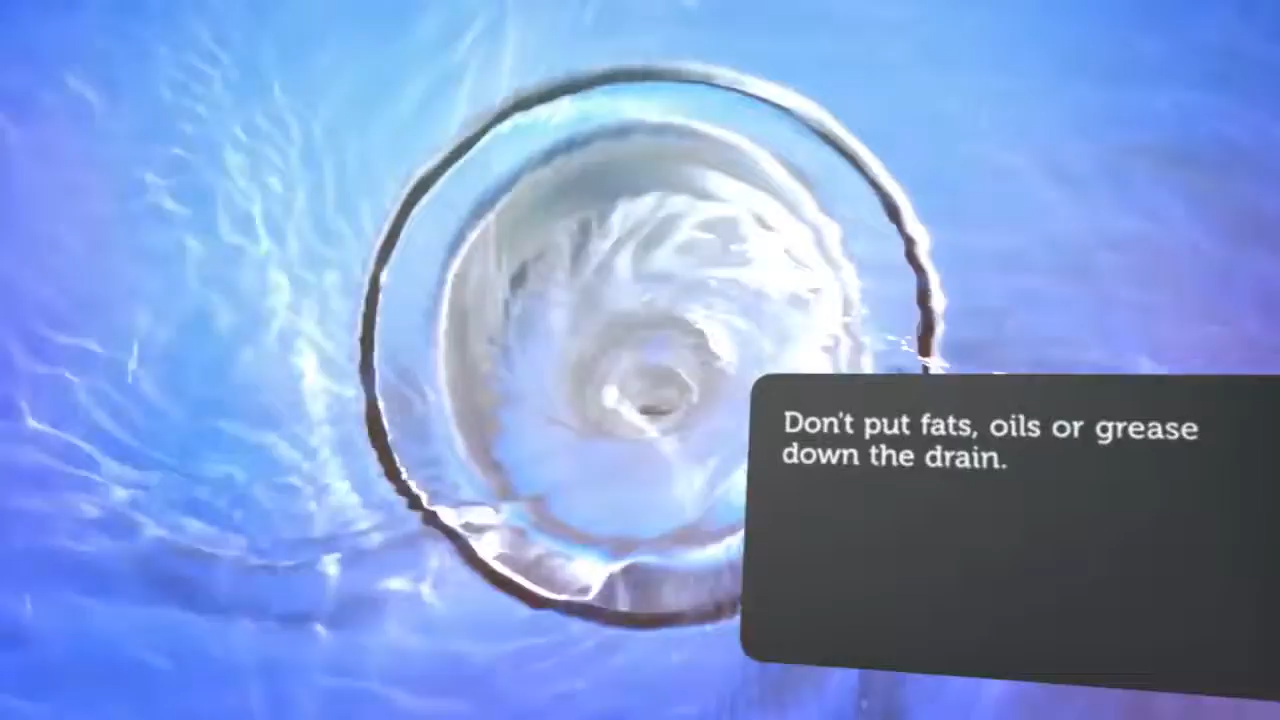 Don't put fats, oils or grease
down the drain.